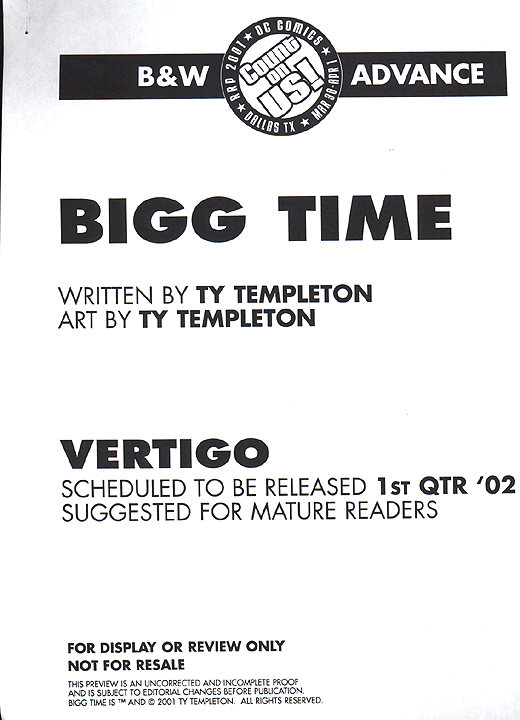 B&W
RRP 2001 ★ DC COMICS ★ MAR 30-APR 1 ★ DALLAS TX ★
Count
on
US!
ADVANCE
BIGG TIME
WRITTEN BY TY TEMPLETON
ART BY TY TEMPLETON
VERTIGO
SCHEDULED TO BE RELEASED 1ST QTR '02
SUGGESTED FOR MATURE READERS
FOR DISPLAY OR REVIEW ONLY
NOT FOR RESALE
THIS PREVIEW IS AN UNCORRECTED AND INCOMPLETE PROOF
AND IS SUBJECT TO EDITORIAL CHANGES BEFORE PUBLICATION.
BIGG TIME IS ™ AND © 2001 TY TEMPLETON. ALL RIGHTS RESERVED.